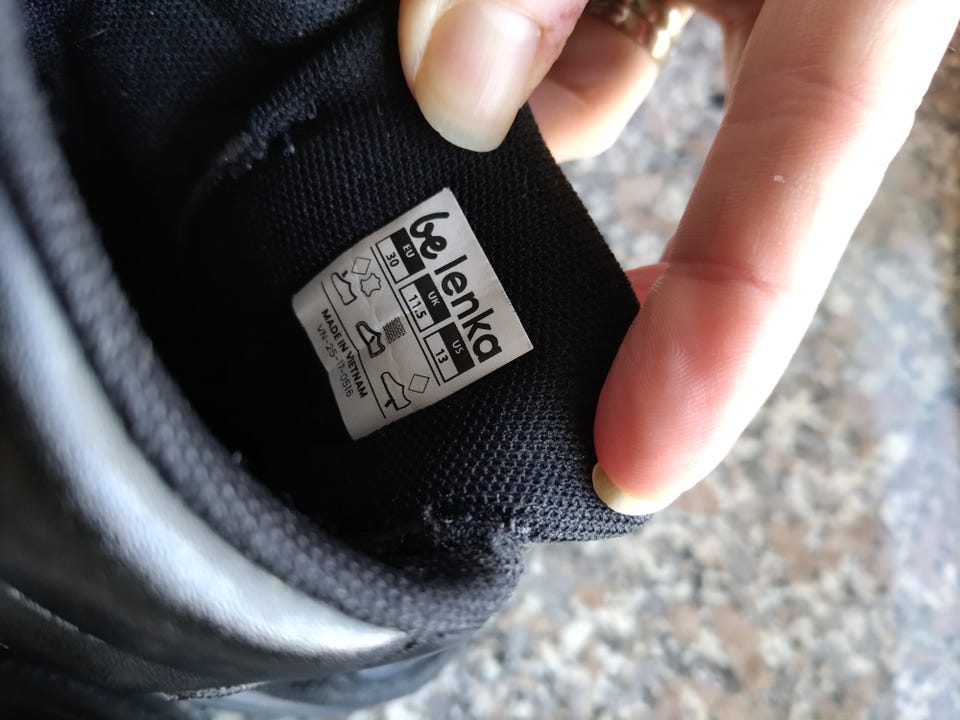 be lenka
EU UK US
30 11.5 13
MADE IN VIETNAM
VN-25-17-0516